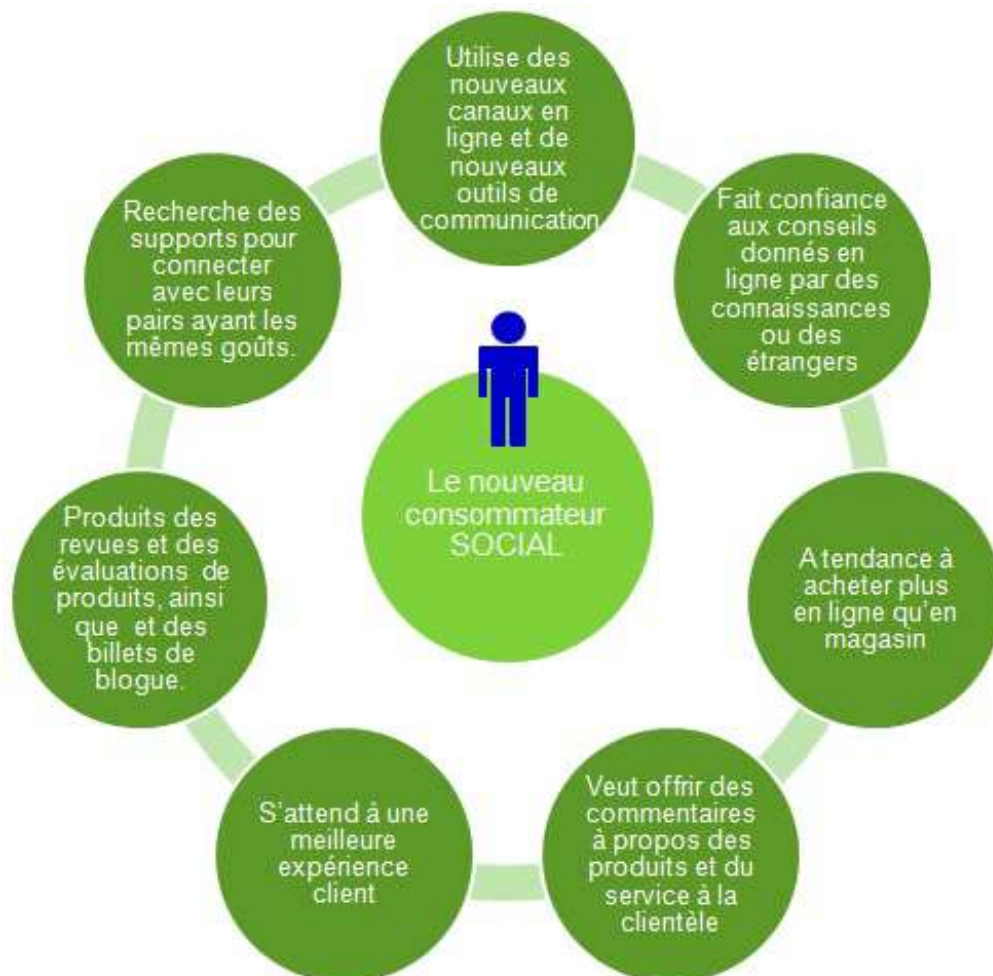 Utilise des
nouveaux
canaux en
ligne et de
nouveaux
outils de
communication
Fait confiance
aux conseils
donnés en
ligne par des
connaissances
ou des
étrangers
A tendance à
acheter plus
en ligne qu'en
magasin
Veut offrir des
commentaires
à propos des
produits et du
service à la
clientèle
S'attend à une
meilleure
expérience
client
Produits des
revues et des
évaluations de
produits, ainsi
que et des
billets de
blogue.
Recherche des
supports pour
connecter
avec leurs
pairs ayant les
mêmes goûts.
Le nouveau
consommateur
SOCIAL